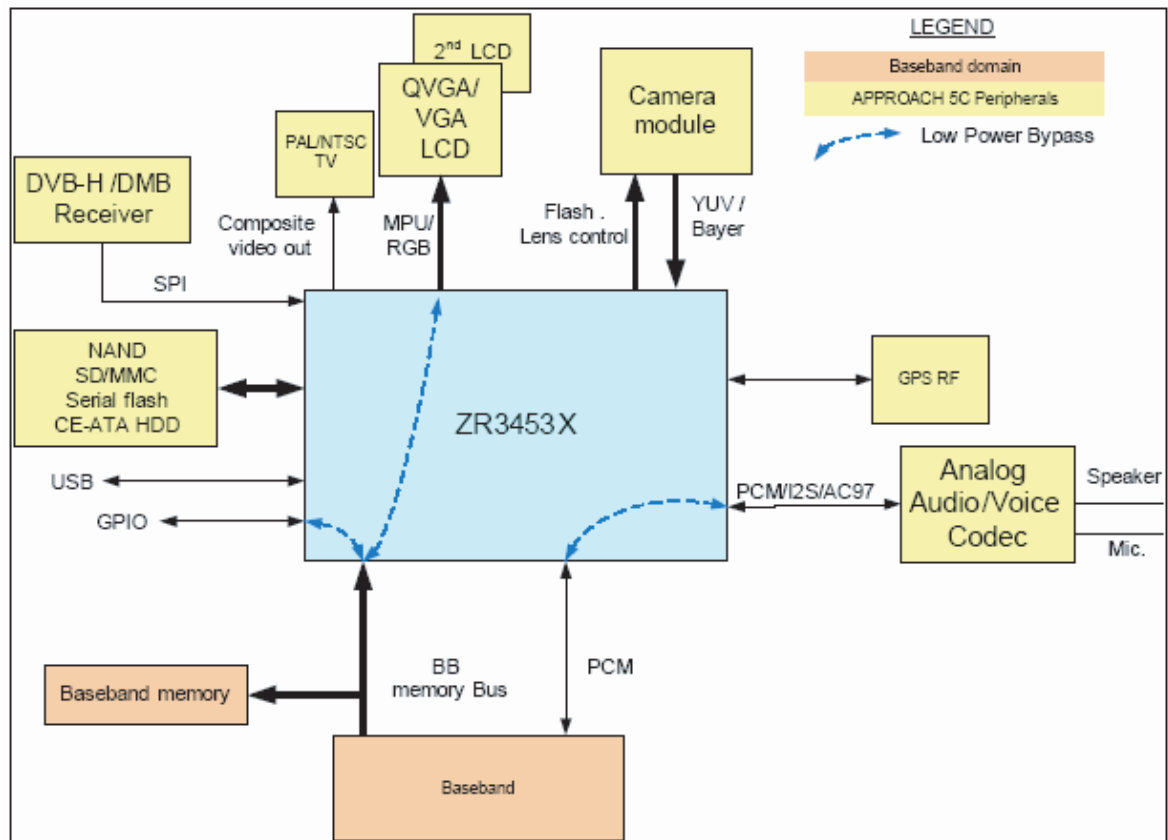 LEGEND
Baseband domain
APPROACH 5C Peripherals
Low Power Bypass
2nd LCD
QVGA/
VGA
LCD
Camera
module
PAL/NTSC
TV
DVB-H /DMB
Receiver
Composite
video out
MPU/
RGB
Flash .
Lens control
YUV /
Bayer
SPI
NAND
SD/MMC
Serial flash
CE-ATA HDD
ZR3453X
GPS RF
USB
GPIO
PCM/I2S/AC97
Analog
Audio/Voice
Codec
Speaker
Mic.
Baseband memory
BB
memory Bus
PCM
Baseband